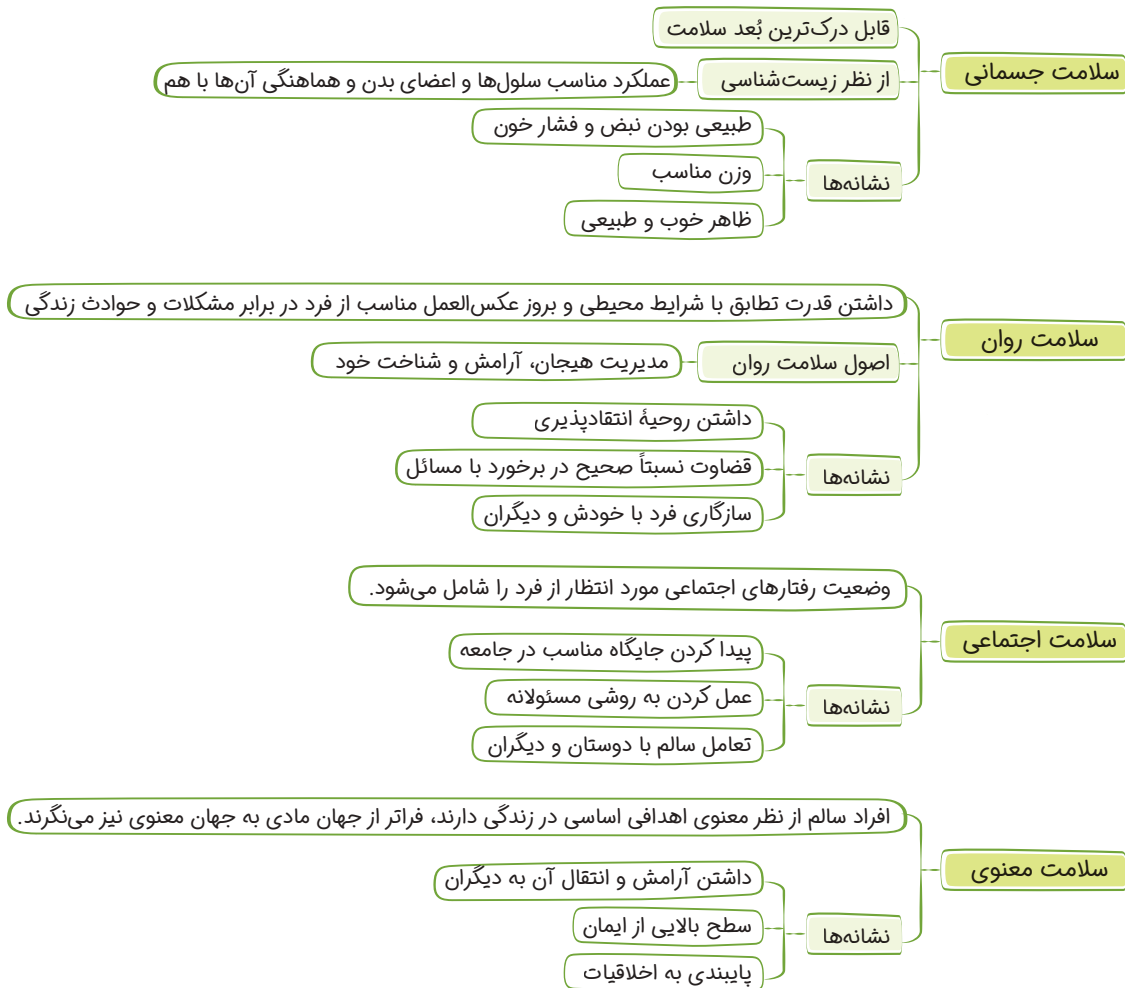 سلامت جسمانی
قابل درک‌ترین بُعد سلامت
از نظر زیست‌شناسی
عملکرد مناسب سلول‌ها و اعضای بدن و هماهنگی آن‌ها با هم
نشانه‌ها
طبیعی بودن نبض و فشار خون
وزن مناسب
ظاهر خوب و طبیعی
سلامت روان
داشتن قدرت تطابق با شرایط محیطی و بروز عکس‌العمل مناسب از فرد در برابر مشکلات و حوادث زندگی
اصول سلامت روان
مدیریت هیجان، آرامش و شناخت خود
نشانه‌ها
داشتن روحیهٔ انتقادپذیری
قضاوت نسبتاً صحیح در برخورد با مسائل
سازگاری فرد با خودش و دیگران
سلامت اجتماعی
وضعیت رفتارهای اجتماعی مورد انتظار از فرد را شامل می‌شود.
نشانه‌ها
پیدا کردن جایگاه مناسب در جامعه
عمل کردن به روشی مسئولانه
تعامل سالم با دوستان و دیگران
سلامت معنوی
افراد سالم از نظر معنوی اهدافی اساسی در زندگی دارند، فراتر از جهان مادی به جهان معنوی نیز می‌نگرند.
نشانه‌ها
داشتن آرامش و انتقال آن به دیگران
سطح بالایی از ایمان
پایبندی به اخلاقیات